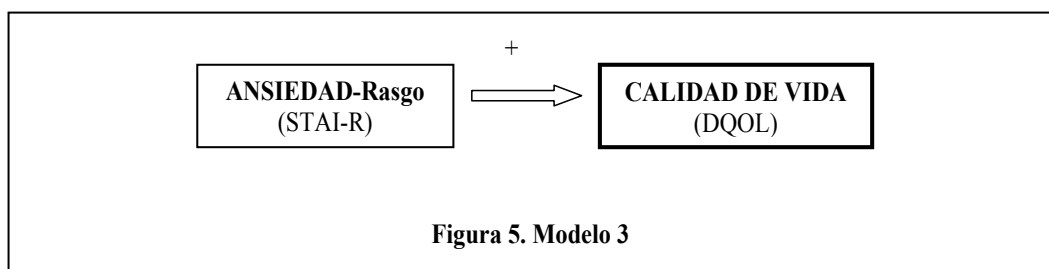 +
ANSIEDAD-Rasgo
(STAI-R)
CALIDAD DE VIDA
(DQOL)
Figura 5. Modelo 3